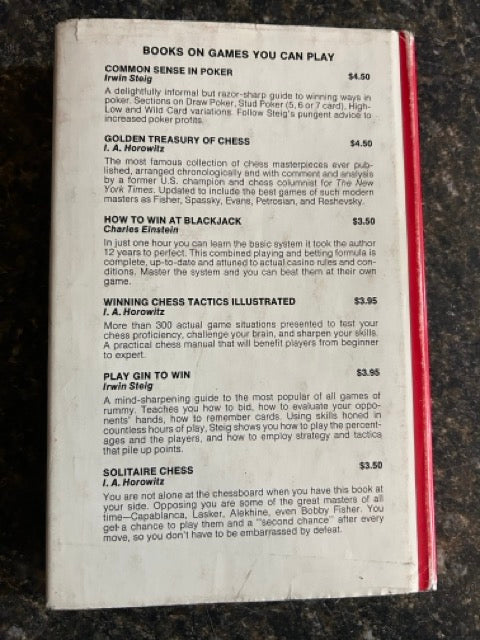 BOOKS ON GAMES YOU CAN PLAY
COMMON SENSE IN POKER $4.50
Irwin Steig
A delightfully informal but razor-sharp guide to winning ways in
poker. Sections on Draw Poker, Stud Poker (5, 6 or 7 card), High-
Low and Wild Card variations. Follow Steig's pungent advice to
increased poker profits.
GOLDEN TREASURY OF CHESS $4.50
I. A. Horowitz
The most famous collection of chess masterpieces ever pub-
lished, arranged chronologically and with comment and analysis
by a former U.S. champion and chess columnist for The New
York Times. Updated to include the best games of such modern
masters as Fisher, Spassky, Evans, Petrosian, and Reshevsky.
HOW TO WIN AT BLACKJACK $3.50
Charles Einstein
In just one hour you can learn the basic system it took the author
12 years to perfect. This combined playing and betting formula is
complete, up-to-date and attuned to actual casino rules and con-
ditions. Master the system and you can beat them at their own
game.
WINNING CHESS TACTICS ILLUSTRATED $3.95
I. A. Horowitz
More than 300 actual game situations presented to test your
chess proficiency, challenge your brain, and sharpen your skills.
A practical chess manual that will benefit players from beginner
to expert.
PLAY GIN TO WIN $3.95
Irwin Steig
A mind-sharpening guide to the most popular of all games of
rummy. Teaches you how to bid, how to evaluate your oppo-
nents' hands, how to remember cards. Using skills honed in
countless hours of play, Steig shows you how to play the percent-
ages and the players, and how to employ strategy and tactica
that pile up points.
SOLITAIRE CHESS $3.50
I. A. Horowitz
You are not alone at the chessboard when you have this book at
your side. Opposing you are some of the great masters of all
time—Capablanca, Lasker, Alekhine, even Bobby Fisher. You
get a chance to play them and a "second chance" after every
move, so you don't have to be embarrassed by defeat.